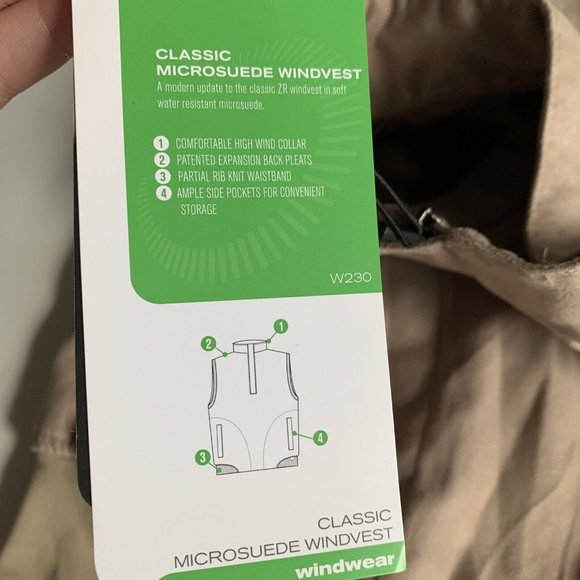 CLASSIC
MICROSUEDE WINDVEST
A modern update to the classic ZR windvest in soft
water resistant microsuede.
1 COMFORTABLE HIGH WIND COLLAR
2 PATENTED EXPANSION BACK PLEATS
3 PARTIAL RIB KNIT WAISTBAND
4 AMPLE SIDE POCKETS FOR CONVENIENT
STORAGE
W230
1
2
4
3
CLASSIC
MICROSUEDE WINDVEST
windwear